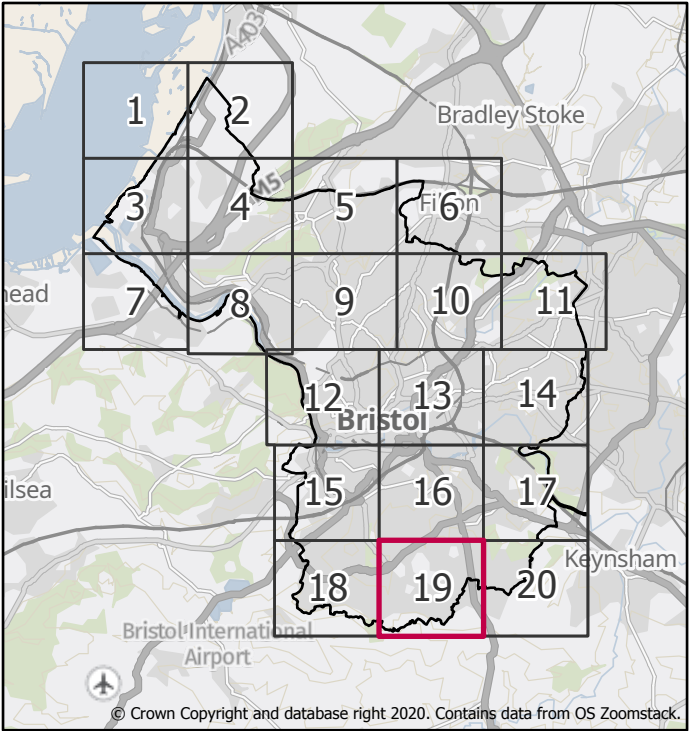 A403
1
2
Bradley Stoke
M5
3
4
5
6
Filton
head
7
8
9
10
11
12
13
14
Bristol
ilsea
15
16
17
Keynsham
18
19
20
Bristol International
Airport
© Crown Copyright and database right 2020. Contains data from OS Zoomstack.